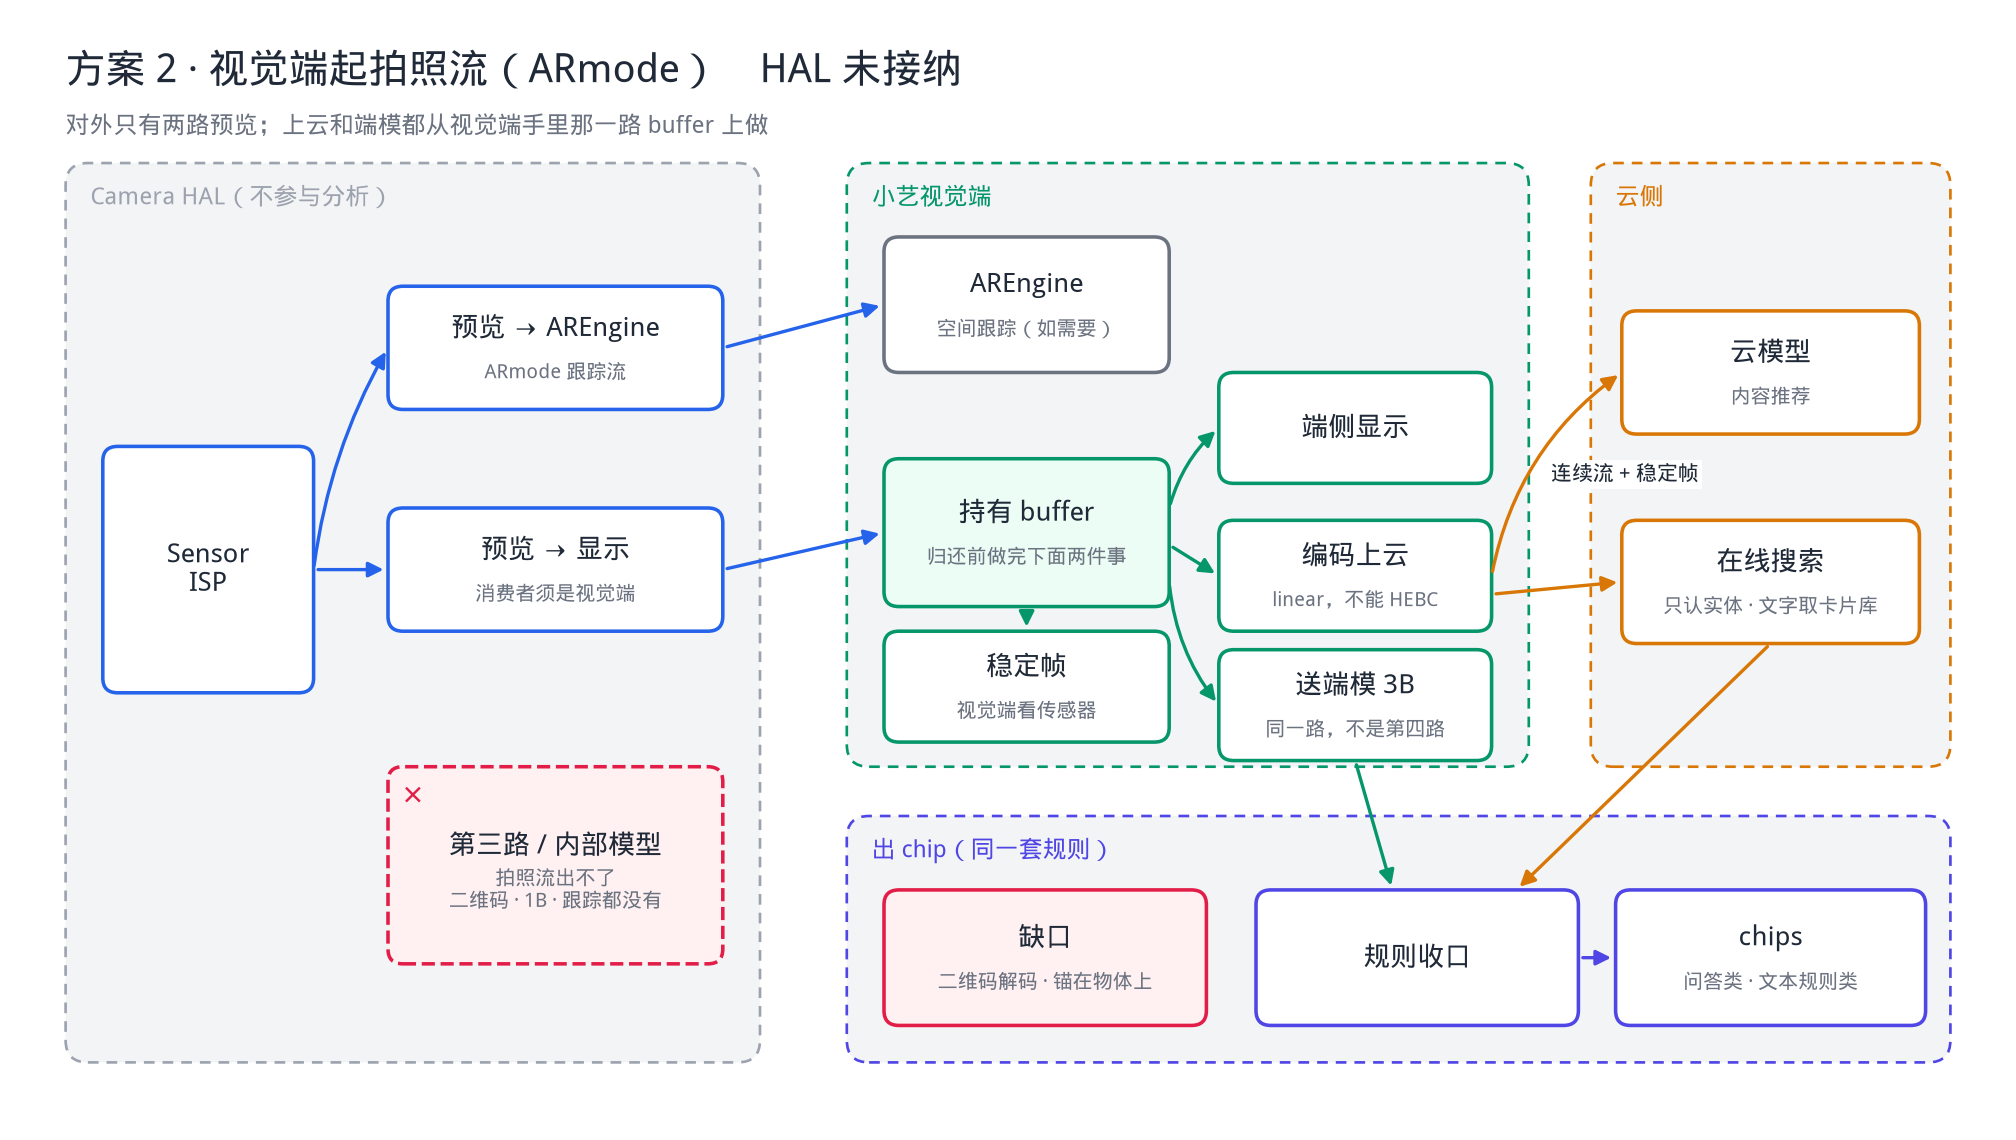 方案 2 · 视觉端起拍照流（ARmode） HAL 未接纳
对外只有两路预览；上云和端模都从视觉端手里那一路 buffer 上做
Camera HAL（不参与分析）
Sensor
ISP
预览 → AREngine
ARmode 跟踪流
预览 → 显示
消费者须是视觉端
×
第三路 / 内部模型
拍照流出不了
二维码 · 1B · 跟踪都没有
小艺视觉端
AREngine
空间跟踪（如需要）
持有 buffer
归还前做完下面两件事
稳定帧
视觉端看传感器
端侧显示
编码上云
linear，不能 HEBC
送端模 3B
同一路，不是第四路
云侧
云模型
内容推荐
连续流 + 稳定帧
在线搜索
只认实体 · 文字取卡片库
出 chip（同一套规则）
缺口
二维码解码 · 锚在物体上
规则收口
chips
问答类 · 文本规则类